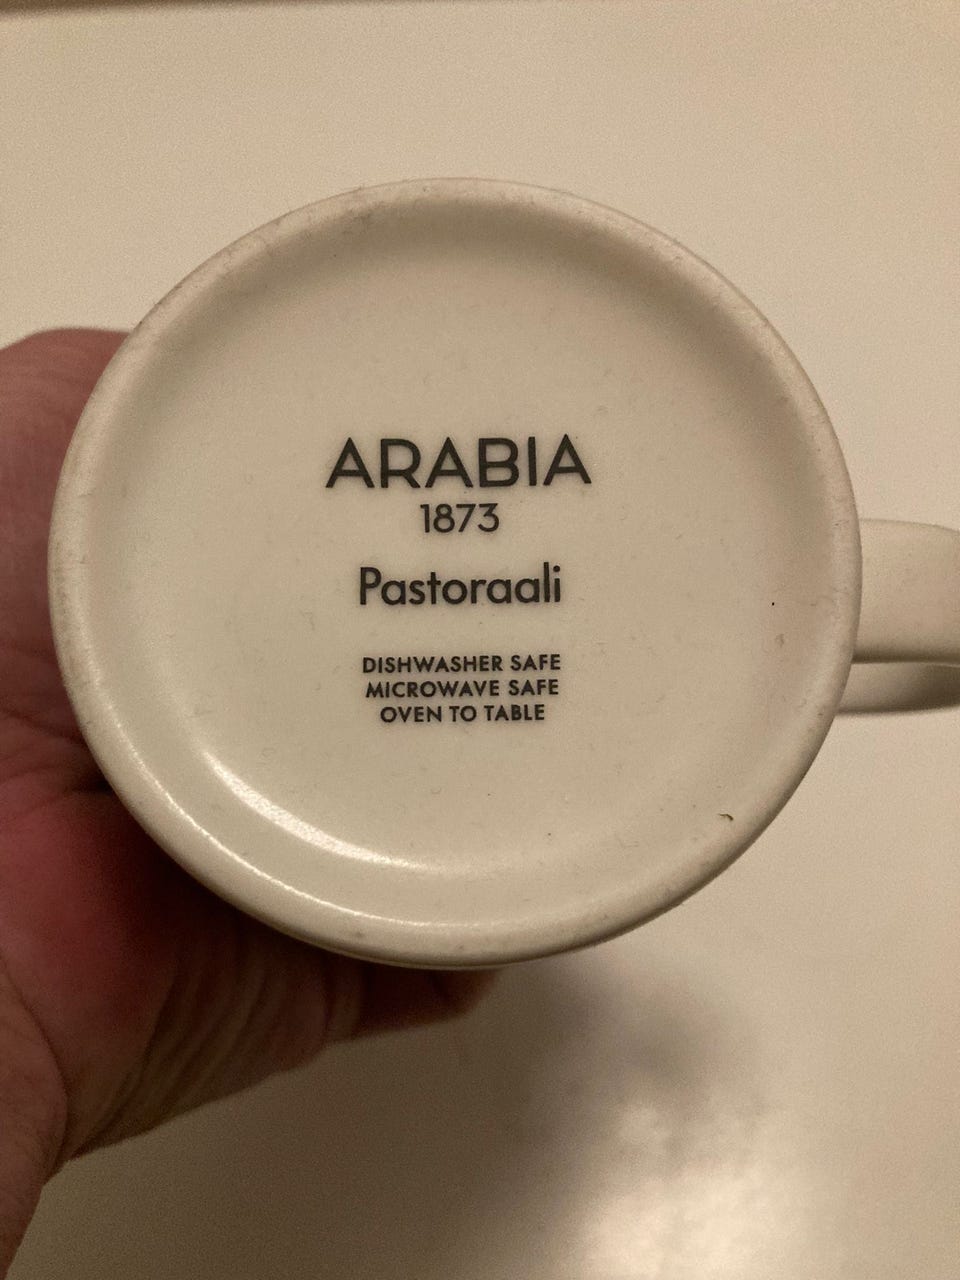 ARABIA
1873
Pastoraali
DISHWASHER SAFE
MICROWAVE SAFE
OVEN TO TABLE